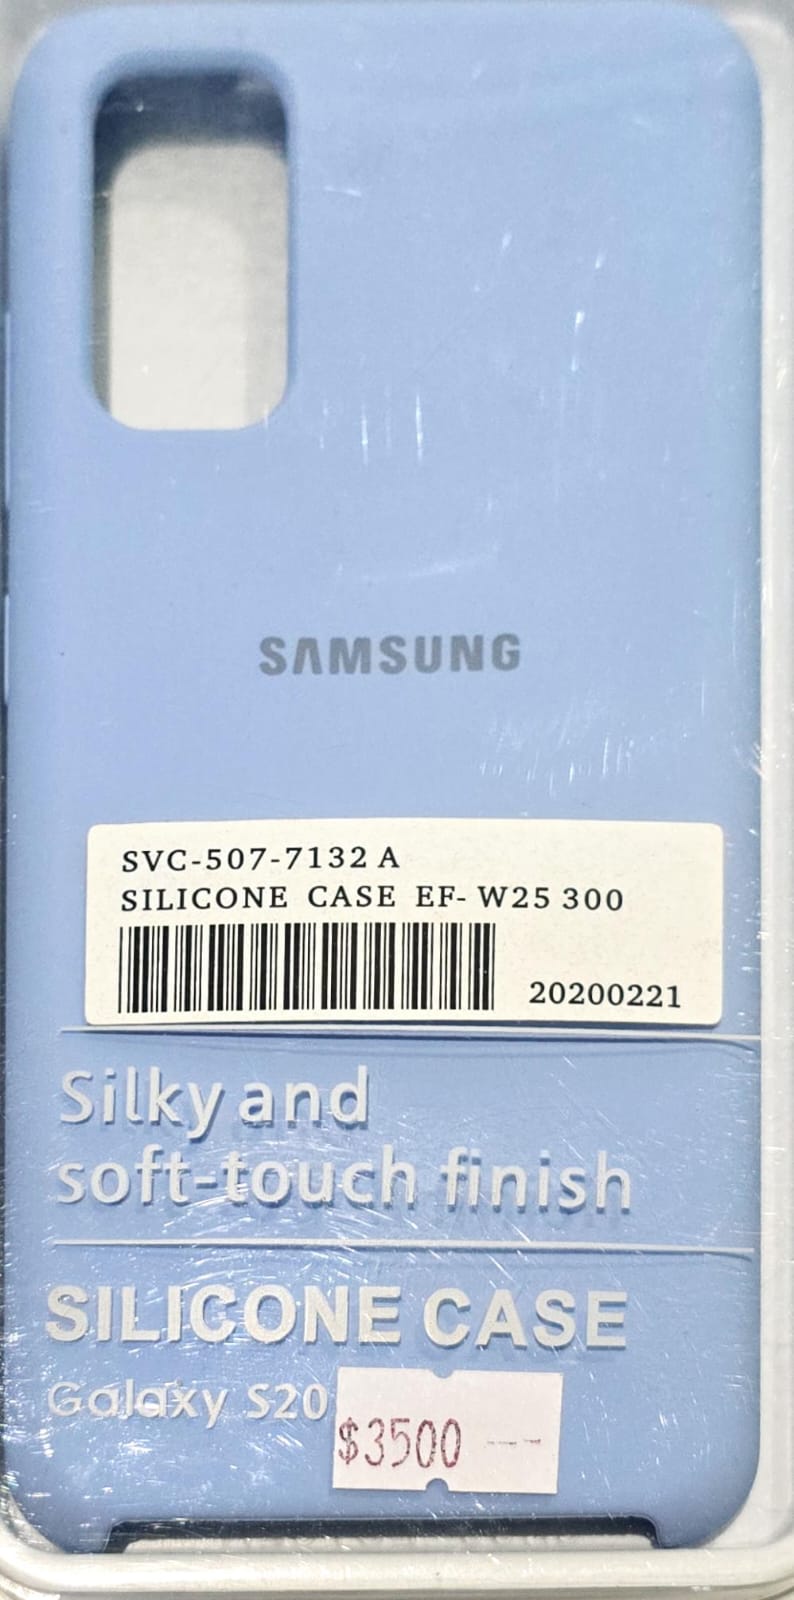 SAMSUNG
SVC-507-7132 A
SILICONE CASE EF- W25 300
20200221
Silky and
soft-touch finish
SILICONE CASE
Galaxy S20
$3500 ---